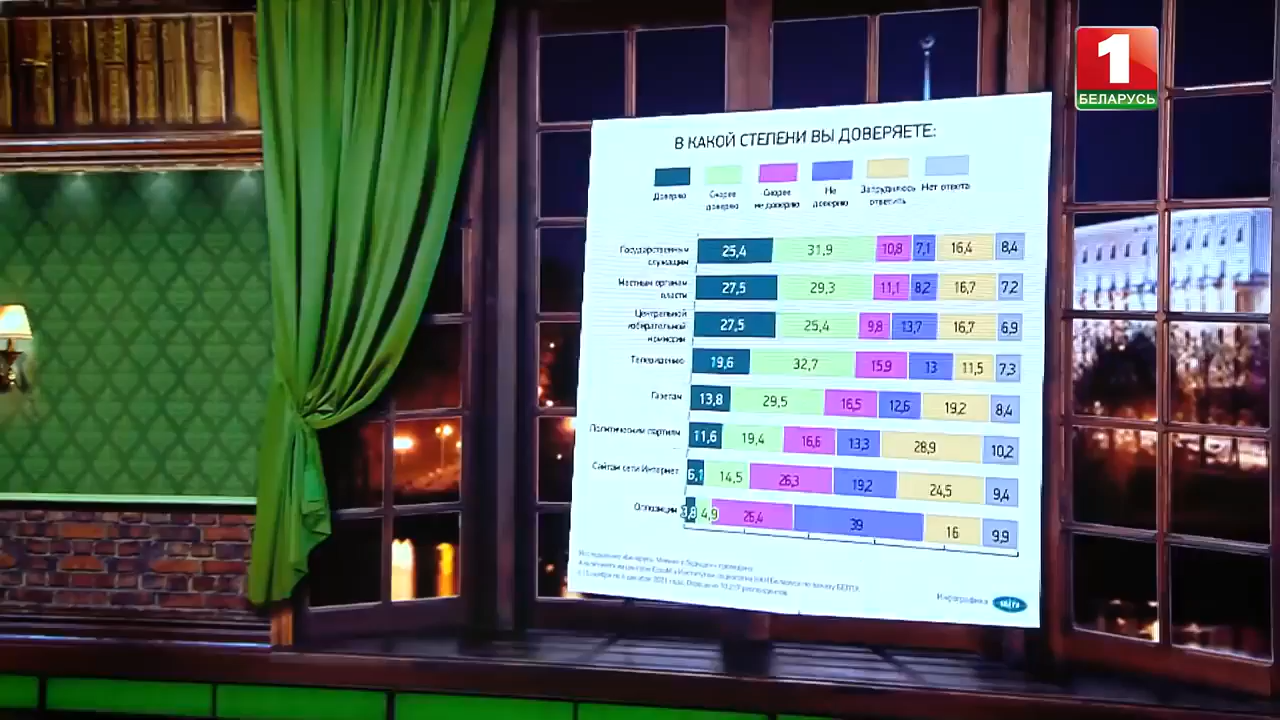 1
БЕЛАРУСЬ
В КАКОЙ СТЕПЕНИ ВЫ ДОВЕРЯЕТЕ:
Доверяю
Скорее доверяю
Скорее не доверяю
Не доверяю
Затрудняюсь ответить
Нет ответа
Государственным служащим
25,4 31,9 10,8 7,1 16,4 8,4
Местным органам власти
27,5 29,3 11,1 8,2 16,7 7,2
Центральной избирательной комиссии
27,5 25,4 9,8 13,7 16,7 6,9
Телевидению 19,6 32,7 15,9 13 11,5 7,3
Газетам 13,8 29,5 16,5 12,6 19,2 8,4
Политическим партиям 11,6 19,4 16,6 13,3 28,9 10,2
Сайтам сети Интернет 6,1 14,5 26,3 19,2 24,5 9,4
Оппозиции 3,8 4,9 26,4 39 16 9,9
Инфографика